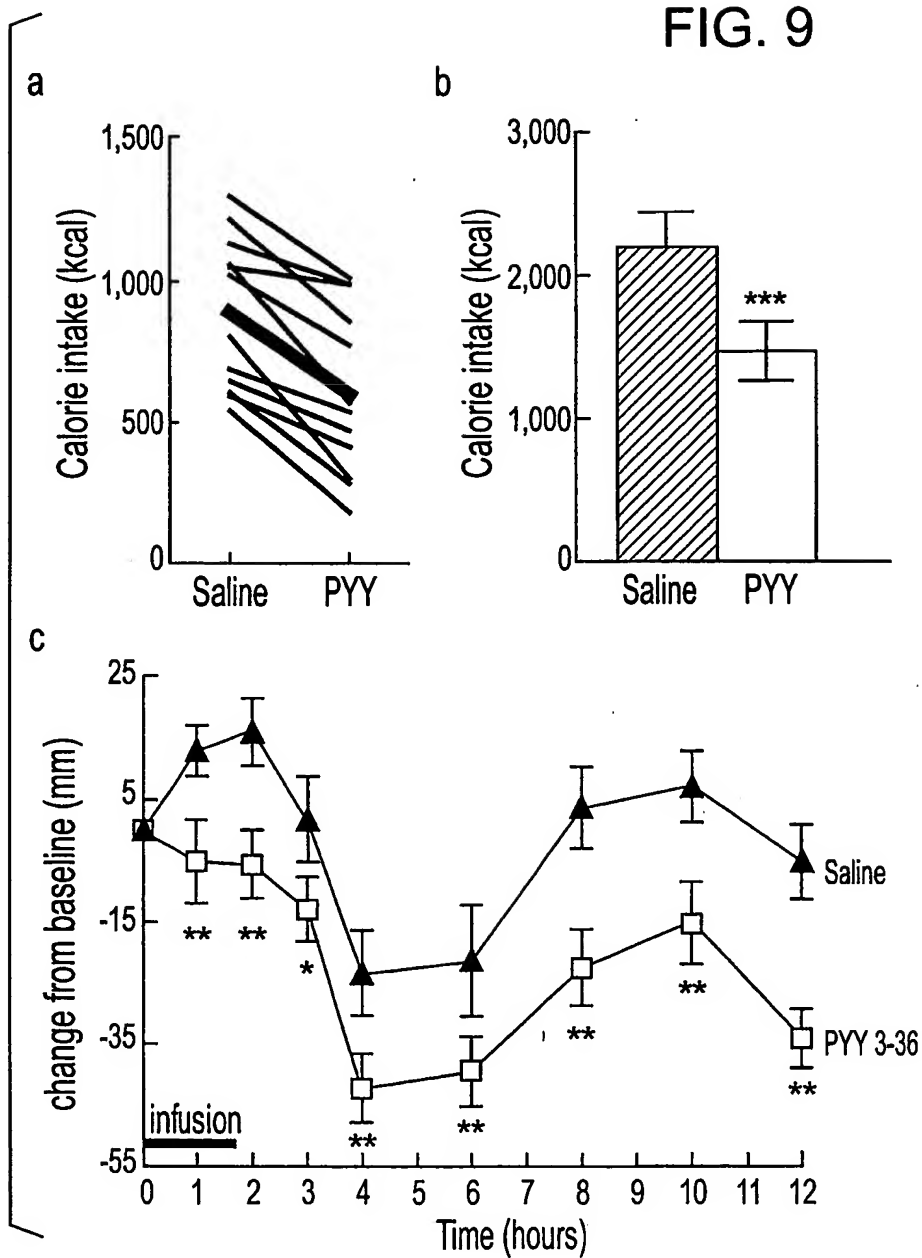 FIG. 9
a
Calorie intake (kcal)
1,500
1,000
500
0
Saline PYY
b
Calorie intake (kcal)
3,000
2,000
1,000
0
***
Saline PYY
c
change from baseline (mm)
25
5
-15
-35
-55
** ** * ** ** ** ** **
Saline
PYY 3-36
infusion
0 1 2 3 4 5 6 7 8 10 12
Time (hours)